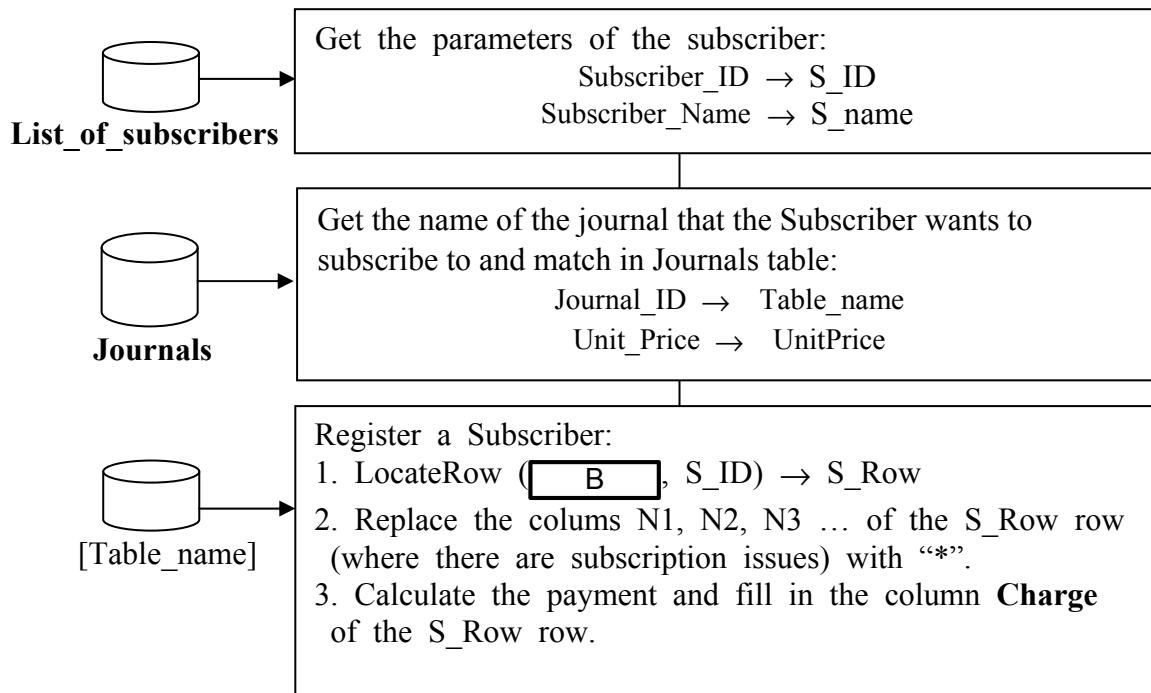 Get the parameters of the subscriber:
Subscriber_ID → S_ID
Subscriber_Name → S_name
List_of_subscribers
Get the name of the journal that the Subscriber wants to
subscribe to and match in Journals table:
Journal_ID → Table_name
Unit_Price → UnitPrice
Journals
Register a Subscriber:
1. LocateRow ( B , S_ID) → S_Row
2. Replace the colums N1, N2, N3 … of the S_Row row
(where there are subscription issues) with “*”.
3. Calculate the payment and fill in the column Charge
of the S_Row row.
[Table_name]